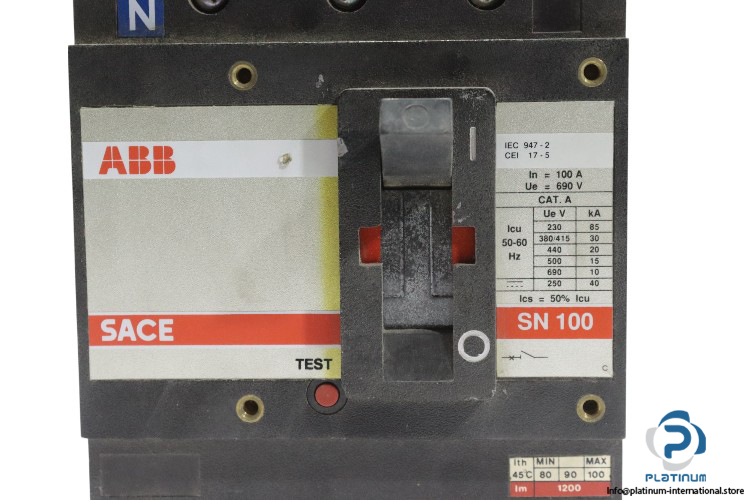 N
ABB
SACE
TEST
I
O
IEC 947-2
CEI 17-5
In = 100 A
Ue = 690 V
CAT. A
Icu 50-60 Hz
Ue V kA
230 85
380/415 30
440 20
500 15
690 10
250 40
Ics = 50% Icu
SN 100
C
Ith MIN MAX
45°C 80 90 100
Im 1200
PLATINUM
INTERNATIONAL
Info@platinum-international.store